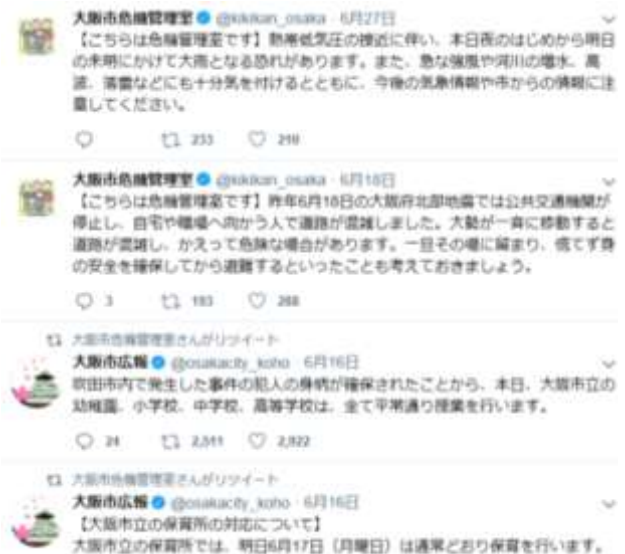 大阪市危機管理室 @kikikan_osaka · 6月27日
【こちらは危機管理室です】熱帯低気圧の接近に伴い、本日夜のはじめから明日
の未明にかけて大雨となる恐れがあります。また、急な強風や河川の増水、高
波、落雷などにも十分気を付けるとともに、今後の気象情報や市からの情報に注
意してください。
233 210
大阪市危機管理室 @kikikan_osaka · 6月18日
【こちらは危機管理室です】昨年6月18日の大阪府北部地震では公共交通機関が
停止し、自宅や職場へ向かう人で道路が混雑しました。大勢が一斉に移動すると
道路が混雑し、かえって危険な場合があります。一旦その場に留まり、慌てず身
の安全を確保してから避難するといったことも考えておきましょう。
3 193 268
大阪市危機管理室さんがリツイート
大阪市広報 @osakacity_koho · 6月16日
吹田市内で発生した事件の犯人の身柄が確保されたことから、本日、大阪市立の
幼稚園、小学校、中学校、高等学校は、全て平常通り授業を行います。
24 2,511 2,922
大阪市危機管理室さんがリツイート
大阪市広報 @osakacity_koho · 6月16日
【大阪市立の保育所の対応について】
大阪市立の保育所では、明日6月17日（月曜日）は通常どおり保育を行います。